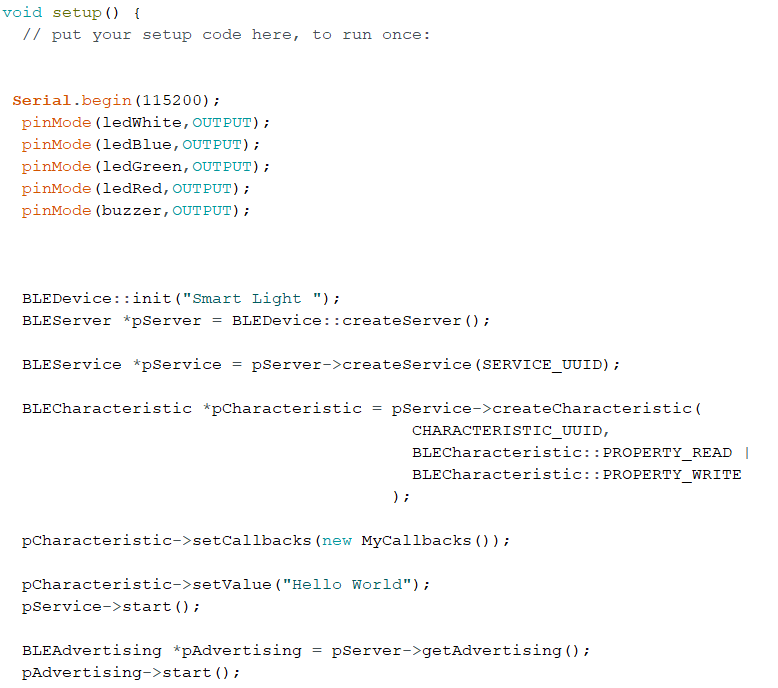 void setup() {
  // put your setup code here, to run once:
 Serial.begin(115200);
  pinMode(ledWhite,OUTPUT);
  pinMode(ledBlue,OUTPUT);
  pinMode(ledGreen,OUTPUT);
  pinMode(ledRed,OUTPUT);
  pinMode(buzzer,OUTPUT);
  BLEDevice::init("Smart Light ");
  BLEServer *pServer = BLEDevice::createServer();
  BLEService *pService = pServer->createService(SERVICE_UUID);
  BLECharacteristic *pCharacteristic = pService->createCharacteristic(
                                         CHARACTERISTIC_UUID,
                                         BLECharacteristic::PROPERTY_READ |
                                         BLECharacteristic::PROPERTY_WRITE
                                       );
  pCharacteristic->setCallbacks(new MyCallbacks());
  pCharacteristic->setValue("Hello World");
  pService->start();
  BLEAdvertising *pAdvertising = pServer->getAdvertising();
  pAdvertising->start();